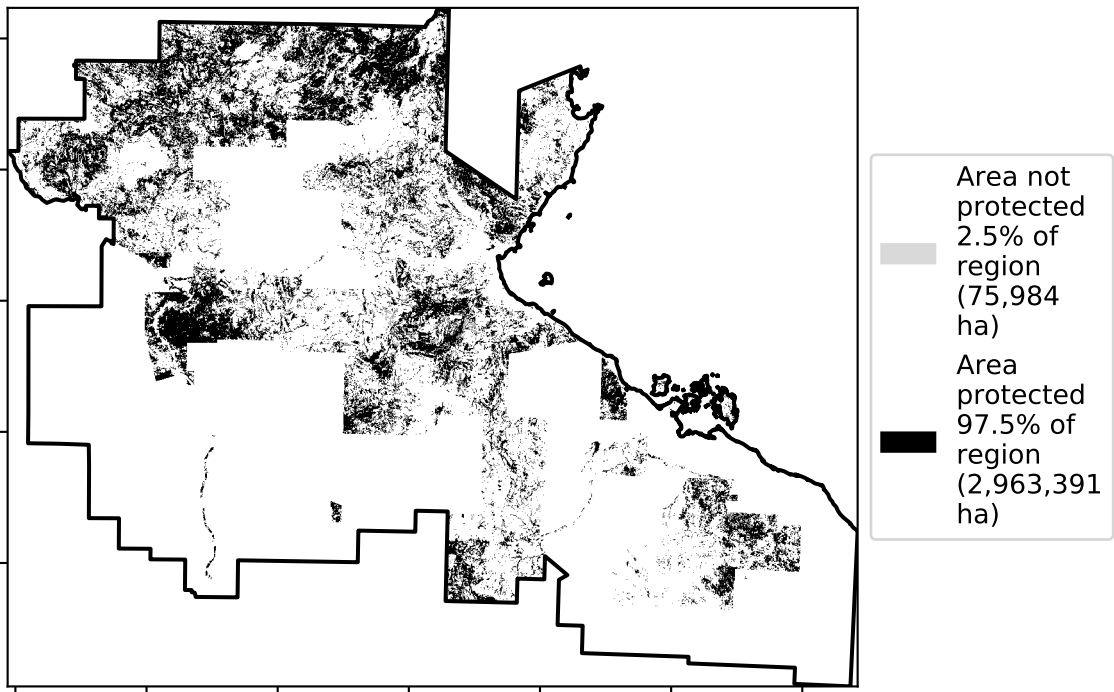 Area not
protected
2.5% of
region
(75,984
ha)
Area
protected
97.5% of
region
(2,963,391
ha)